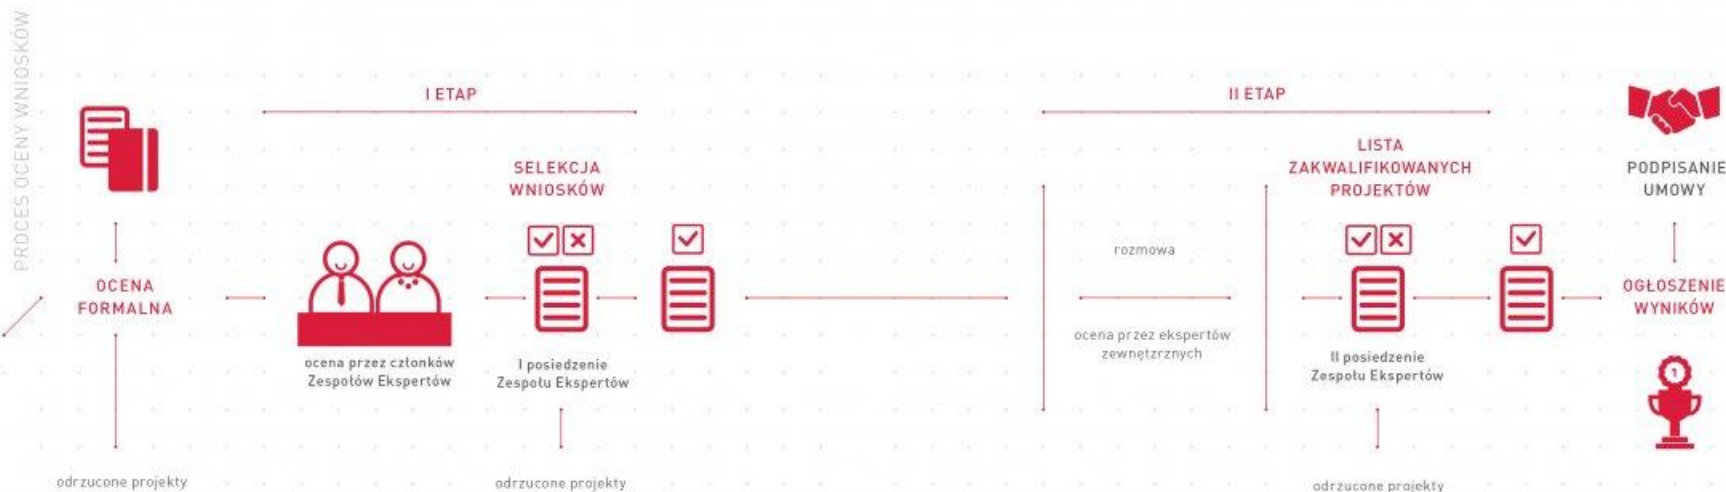 PROCES OCENY WNIOSKÓW
OCENA
FORMALNA
odrzucone projekty
I ETAP
ocena przez członków
Zespołów Ekspertów
SELEKCJA
WNIOSKÓW
I posiedzenie
Zespołu Ekspertów
odrzucone projekty
II ETAP
rozmowa
ocena przez ekspertów
zewnętrznych
LISTA
ZAKWALIFIKOWANYCH
PROJEKTÓW
II posiedzenie
Zespołu Ekspertów
odrzucone projekty
PODPISANIE
UMOWY
OGŁOSZENIE
WYNIKÓW
1